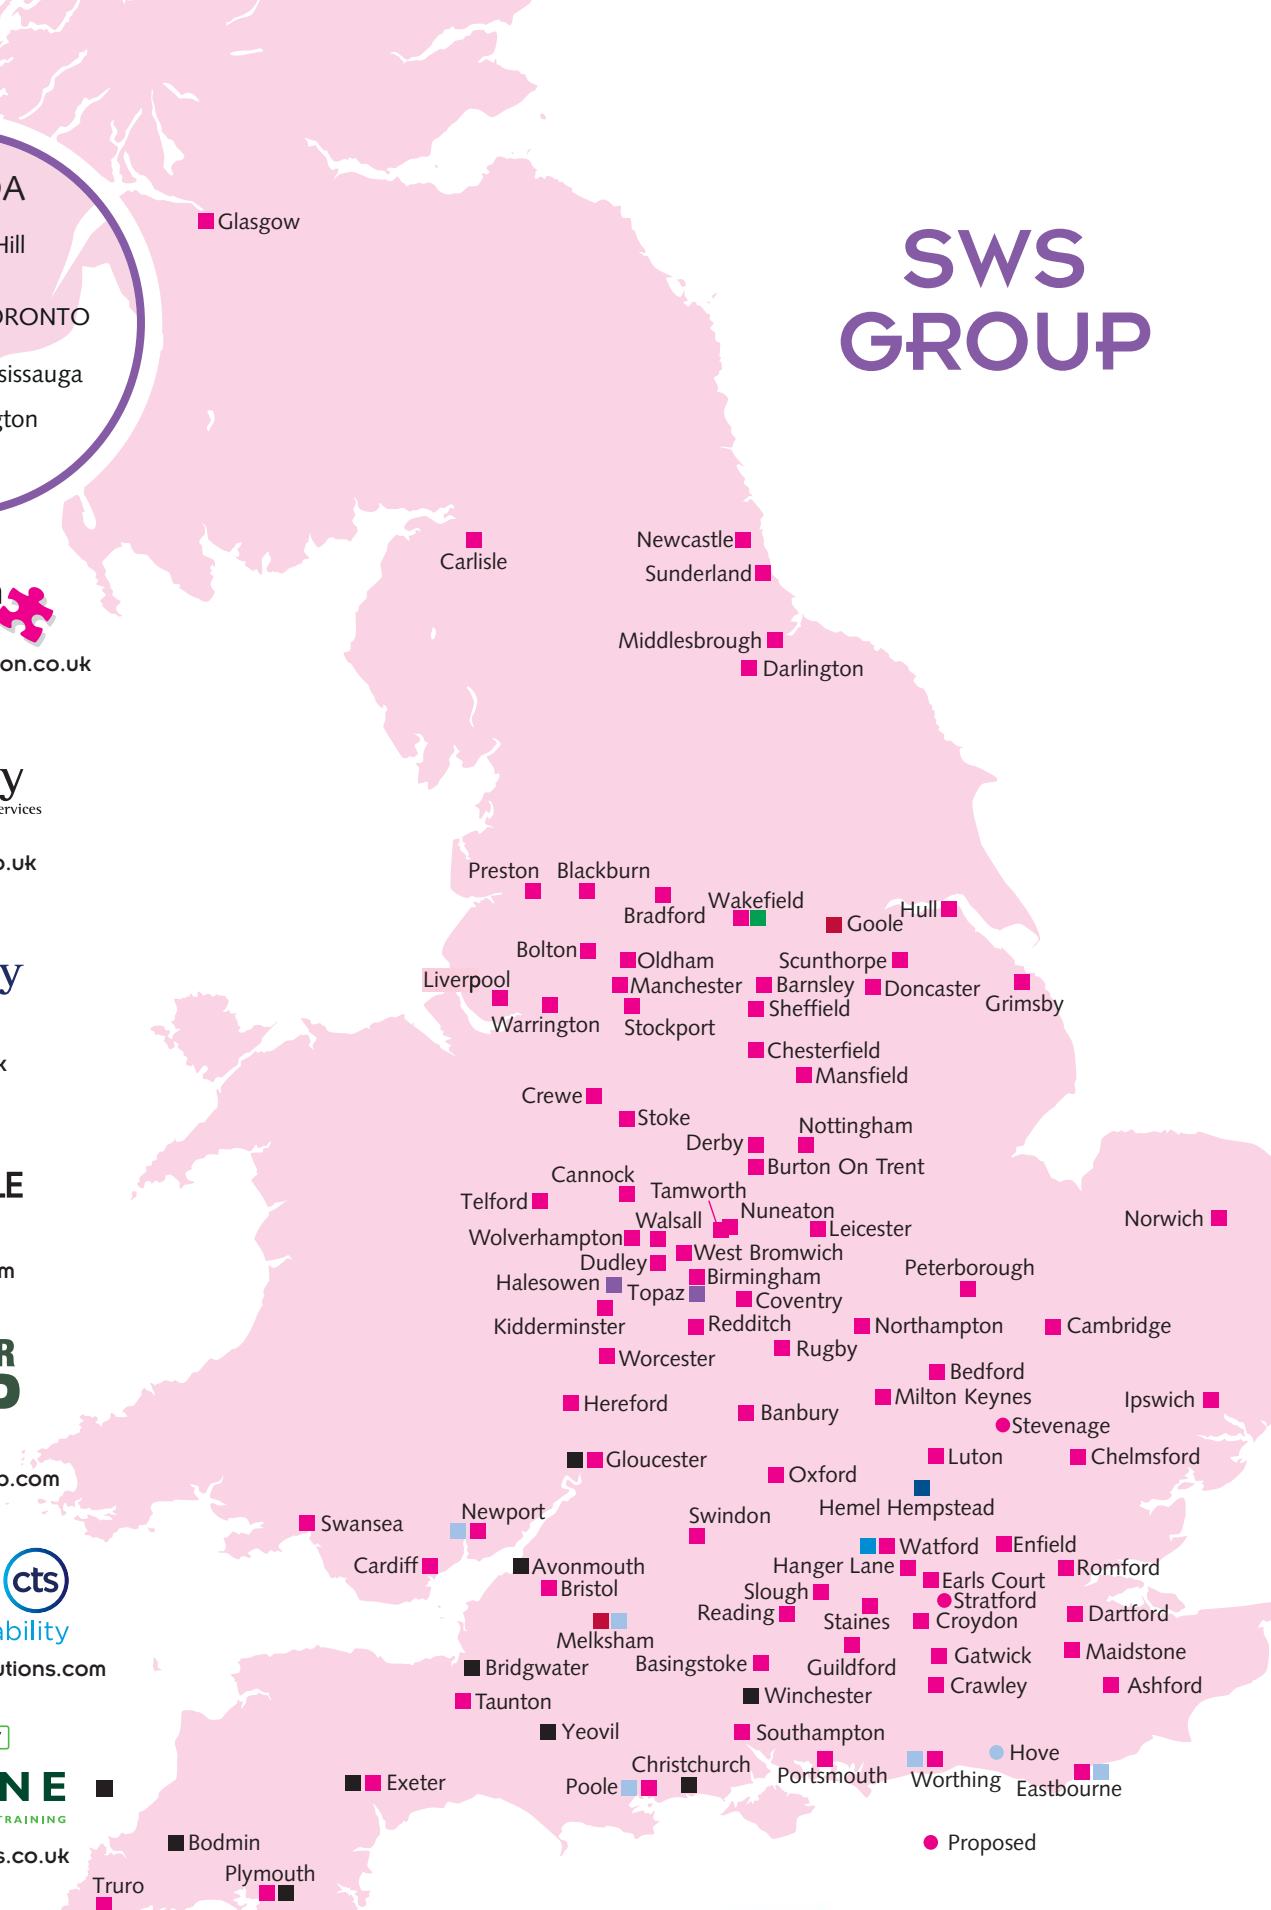 SWS
GROUP
Glasgow
Hill
sissauga
on.co.uk
ervices
o.uk
o.com
cts
ability
utions.com
TRAINING
s.co.uk
Carlisle
Newcastle
Sunderland
Middlesbrough
Darlington
Preston
Blackburn
Bradford
Wakefield
Goole
Hull
Bolton
Oldham
Scunthorpe
Liverpool
Manchester
Barnsley
Doncaster
Grimsby
Sheffield
Warrington
Stockport
Chesterfield
Mansfield
Crewe
Stoke
Nottingham
Derby
Burton On Trent
Cannock
Tamworth
Telford
Nuneaton
Walsall
Leicester
Norwich
Wolverhampton
West Bromwich
Dudley
Peterborough
Birmingham
Halesowen
Topaz
Coventry
Kidderminster
Redditch
Northampton
Cambridge
Rugby
Worcester
Bedford
Milton Keynes
Ipswich
Hereford
Banbury
Stevenage
Gloucester
Luton
Chelmsford
Oxford
Hemel Hempstead
Newport
Swindon
Swansea
Watford
Enfield
Cardiff
Avonmouth
Hanger Lane
Romford
Earls Court
Bristol
Slough
Stratford
Reading
Staines
Croydon
Dartford
Melksham
Maidstone
Gatwick
Bridgwater
Basingstoke
Guildford
Crawley
Ashford
Taunton
Winchester
Yeovil
Southampton
Hove
Christchurch
Portsmouth
Worthing
Eastbourne
Exeter
Poole
Bodmin
Proposed
Plymouth
Truro